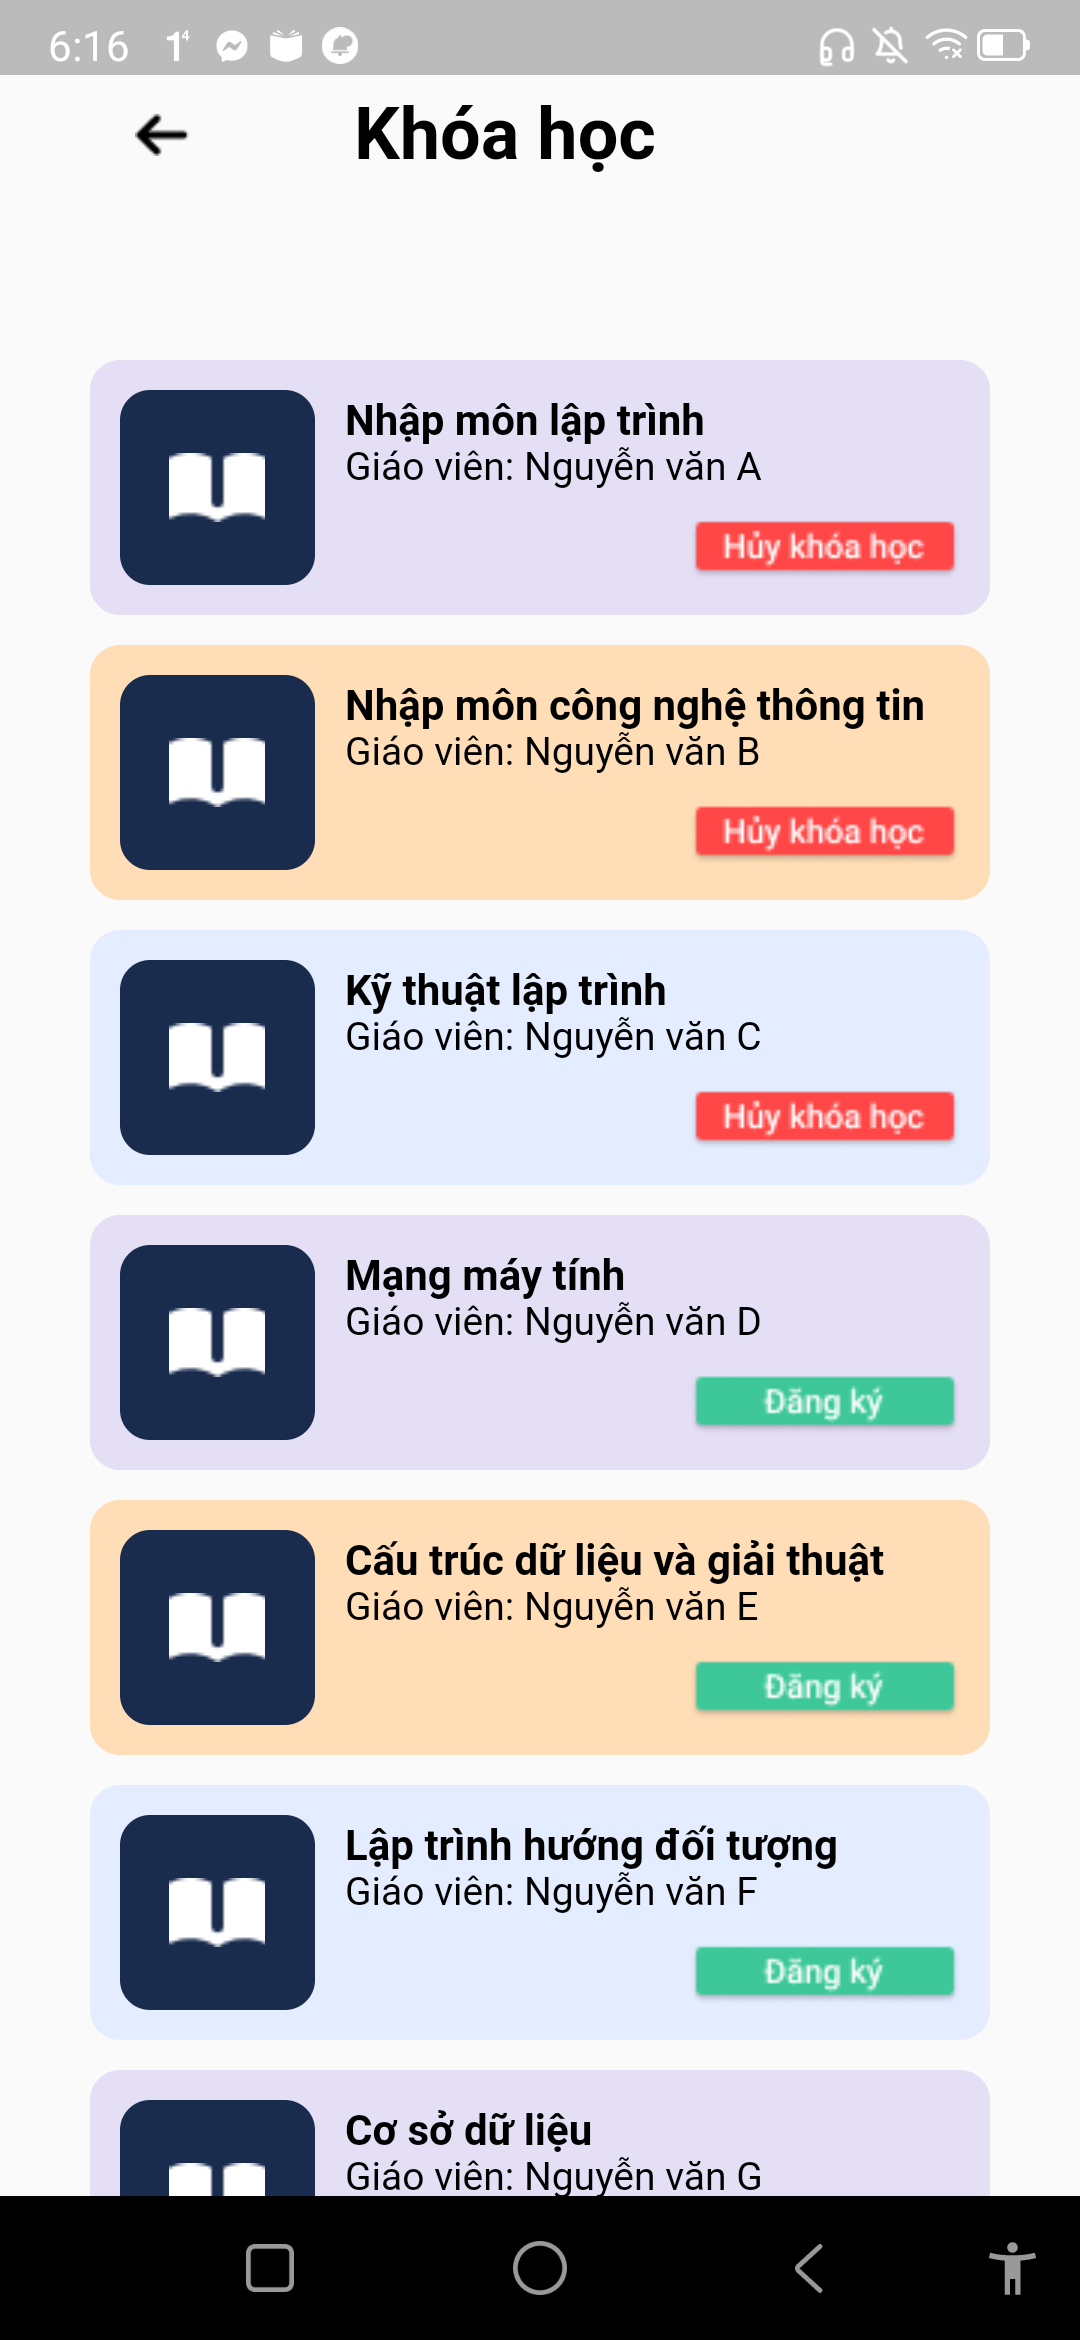 6:16
Khóa học
Nhập môn lập trình
Giáo viên: Nguyễn văn A
Hủy khóa học
Nhập môn công nghệ thông tin
Giáo viên: Nguyễn văn B
Hủy khóa học
Kỹ thuật lập trình
Giáo viên: Nguyễn văn C
Hủy khóa học
Mạng máy tính
Giáo viên: Nguyễn văn D
Đăng ký
Cấu trúc dữ liệu và giải thuật
Giáo viên: Nguyễn văn E
Đăng ký
Lập trình hướng đối tượng
Giáo viên: Nguyễn văn F
Đăng ký
Cơ sở dữ liệu
Giáo viên: Nguyễn văn G